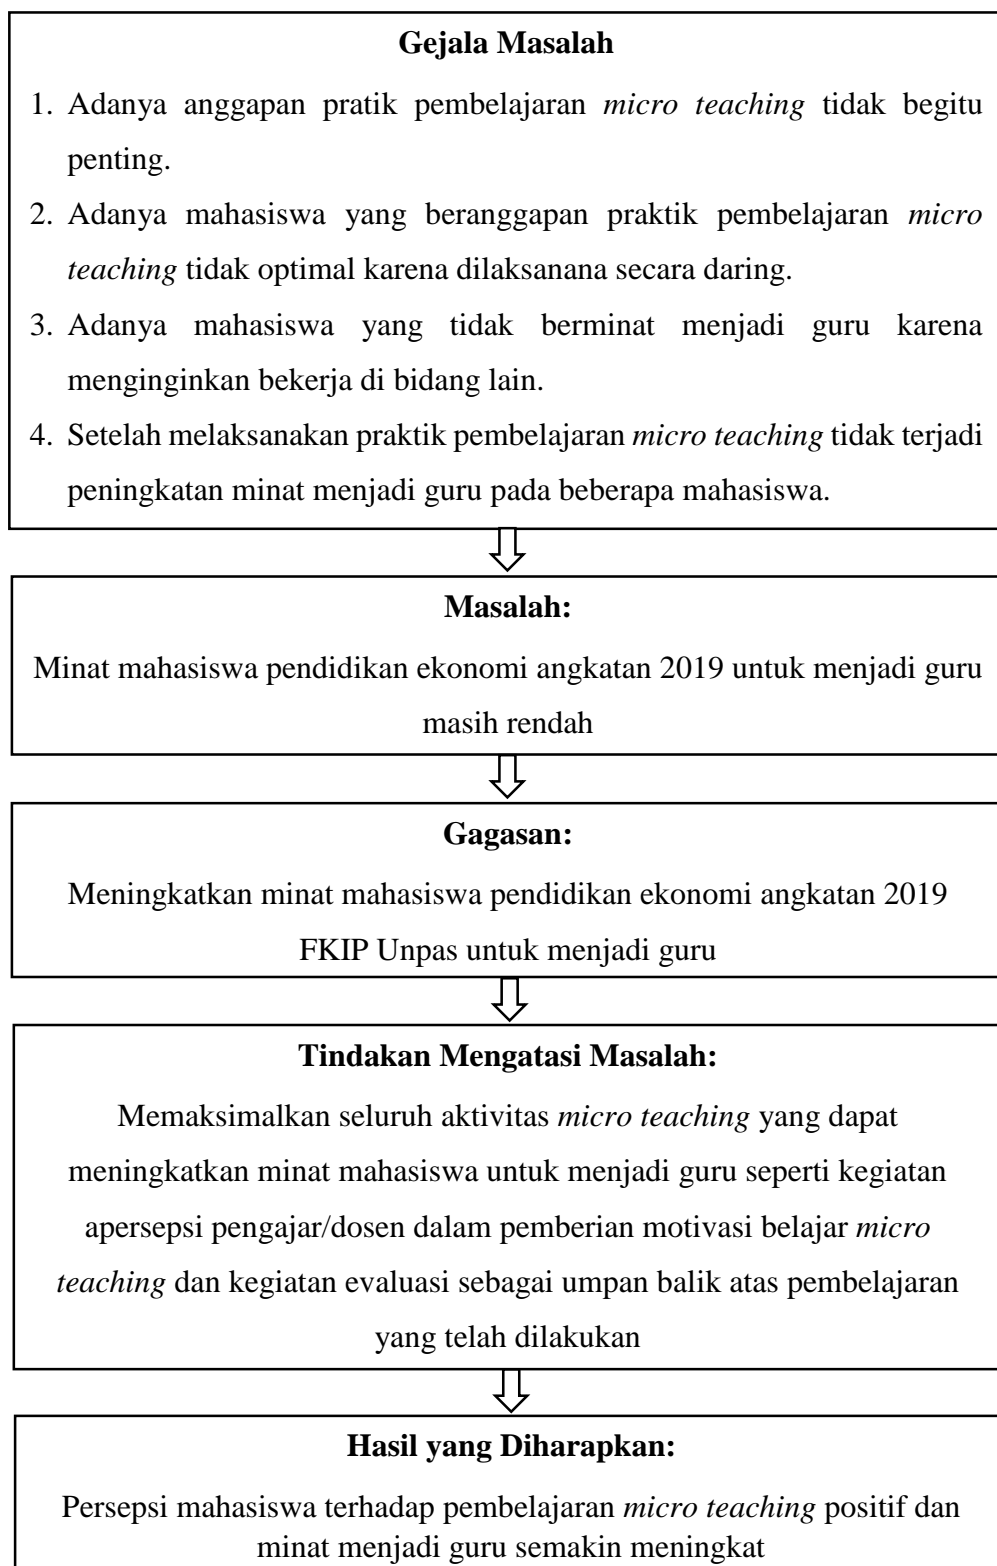 Gejala Masalah
1. Adanya anggapan pratik pembelajaran micro teaching tidak begitu
penting.
2. Adanya mahasiswa yang beranggapan praktik pembelajaran micro
teaching tidak optimal karena dilaksanana secara daring.
3. Adanya mahasiswa yang tidak berminat menjadi guru karena
menginginkan bekerja di bidang lain.
4. Setelah melaksanakan praktik pembelajaran micro teaching tidak terjadi
peningkatan minat menjadi guru pada beberapa mahasiswa.
Masalah:
Minat mahasiswa pendidikan ekonomi angkatan 2019 untuk menjadi guru
masih rendah
Gagasan:
Meningkatkan minat mahasiswa pendidikan ekonomi angkatan 2019
FKIP Unpas untuk menjadi guru
Tindakan Mengatasi Masalah:
Memaksimalkan seluruh aktivitas micro teaching yang dapat
meningkatkan minat mahasiswa untuk menjadi guru seperti kegiatan
apersepsi pengajar/dosen dalam pemberian motivasi belajar micro
teaching dan kegiatan evaluasi sebagai umpan balik atas pembelajaran
yang telah dilakukan
Hasil yang Diharapkan:
Persepsi mahasiswa terhadap pembelajaran micro teaching positif dan
minat menjadi guru semakin meningkat